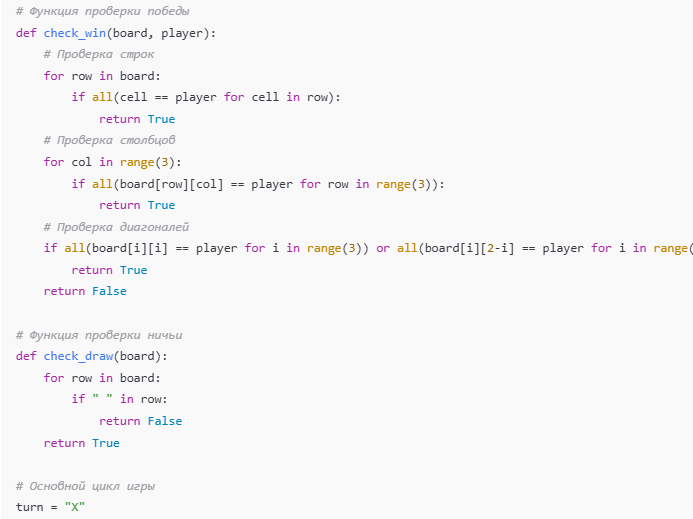 # Функция проверки победы
def check_win(board, player):
    # Проверка строк
    for row in board:
        if all(cell == player for cell in row):
            return True
    # Проверка столбцов
    for col in range(3):
        if all(board[row][col] == player for row in range(3)):
            return True
    # Проверка диагоналей
    if all(board[i][i] == player for i in range(3)) or all(board[i][2-i] == player for i in range(
        return True
    return False

# Функция проверки ничьи
def check_draw(board):
    for row in board:
        if " " in row:
            return False
    return True

# Основной цикл игры
turn = "X"